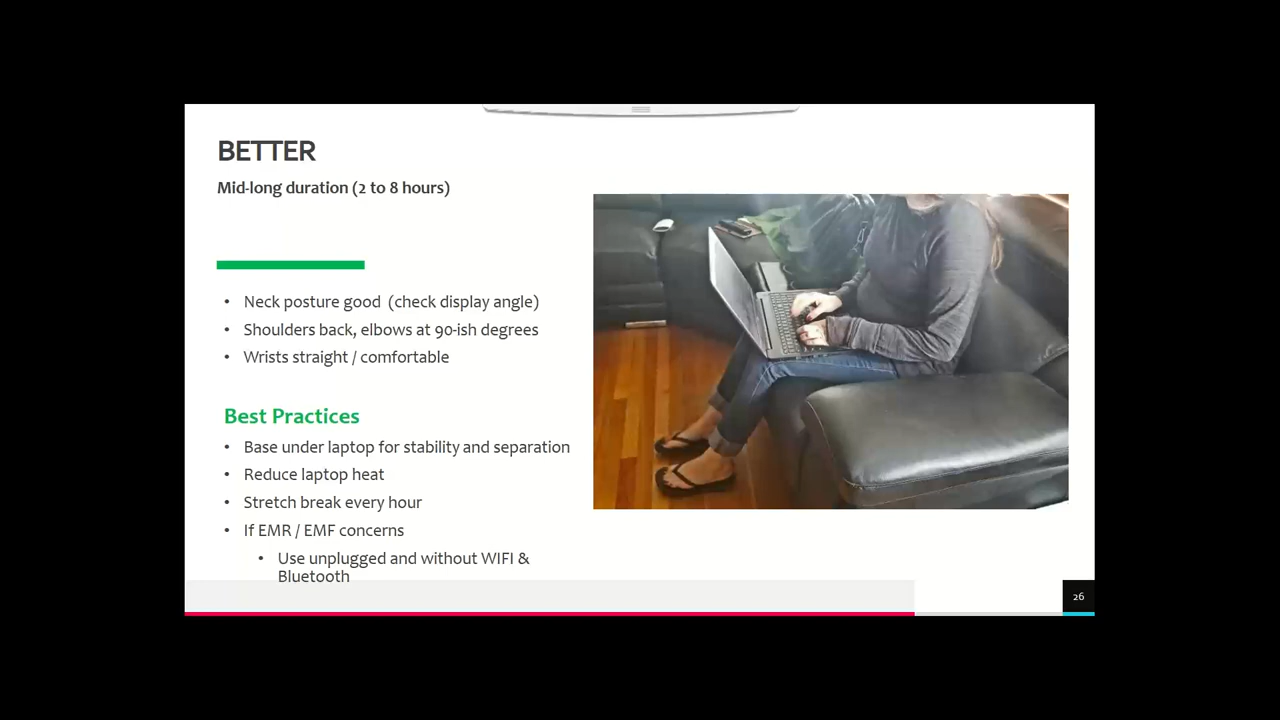 BETTER
Mid-long duration (2 to 8 hours)
• Neck posture good  (check display angle)
• Shoulders back, elbows at 90-ish degrees
• Wrists straight / comfortable
Best Practices
• Base under laptop for stability and separation
• Reduce laptop heat
• Stretch break every hour
• If EMR / EMF concerns
• Use unplugged and without WIFI &
Bluetooth
26